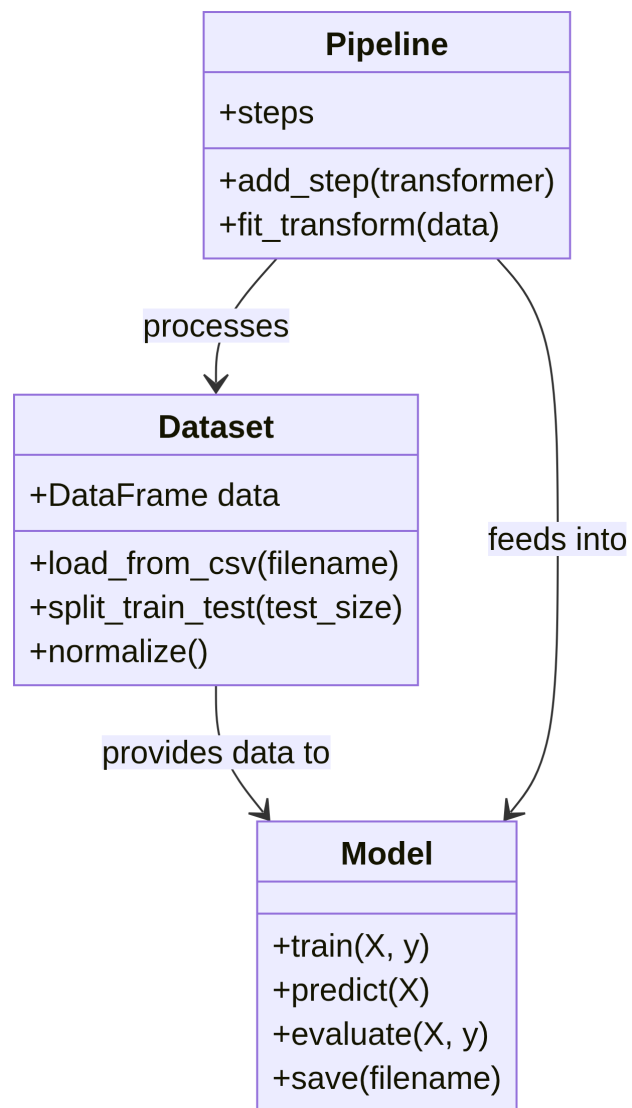 Pipeline
+steps
+add_step(transformer)
+fit_transform(data)
processes
Dataset
+DataFrame data
+load_from_csv(filename)
+split_train_test(test_size)
+normalize()
feeds into
provides data to
Model
+train(X, y)
+predict(X)
+evaluate(X, y)
+save(filename)